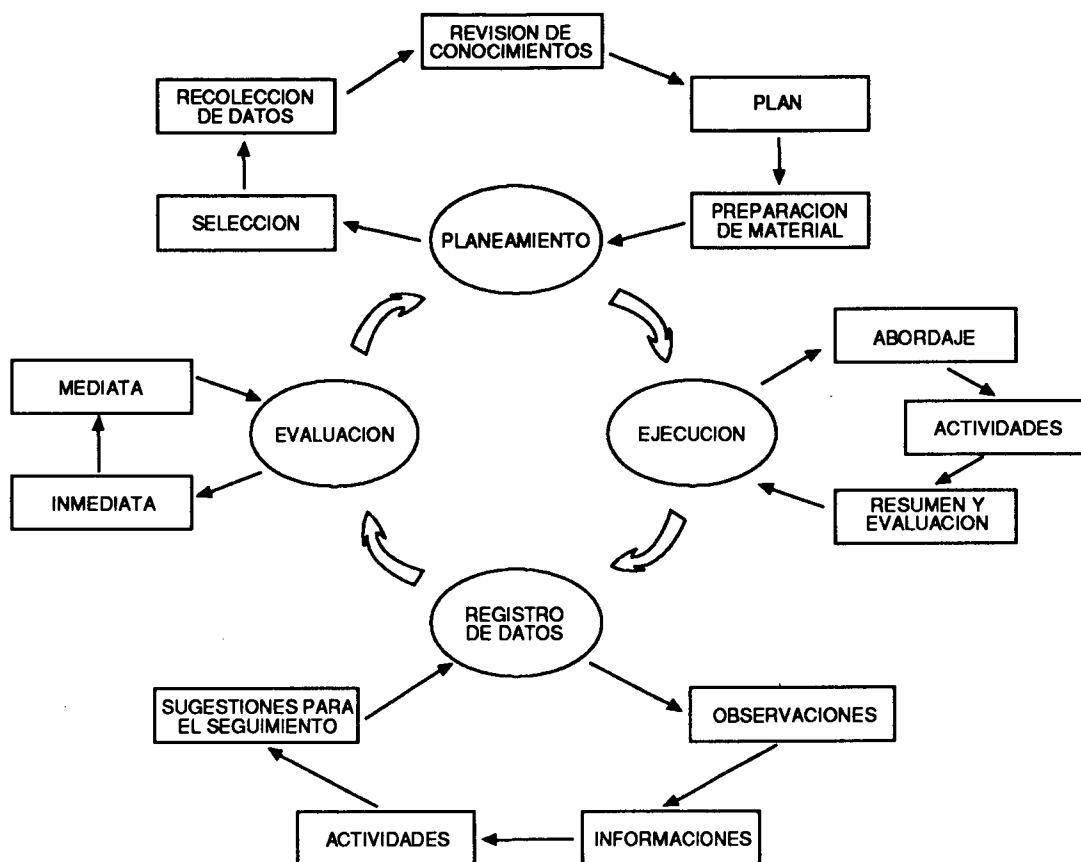 REVISION DE
CONOCIMIENTOS
RECOLECCION
DE DATOS
PLAN
SELECCION
PLANEAMIENTO
PREPARACION
DE MATERIAL
ABORDAJE
MEDIATA
EVALUACION
EJECUCION
ACTIVIDADES
INMEDIATA
RESUMEN Y
EVALUACION
REGISTRO
DE DATOS
SUGESTIONES PARA
EL SEGUIMIENTO
OBSERVACIONES
ACTIVIDADES
INFORMACIONES